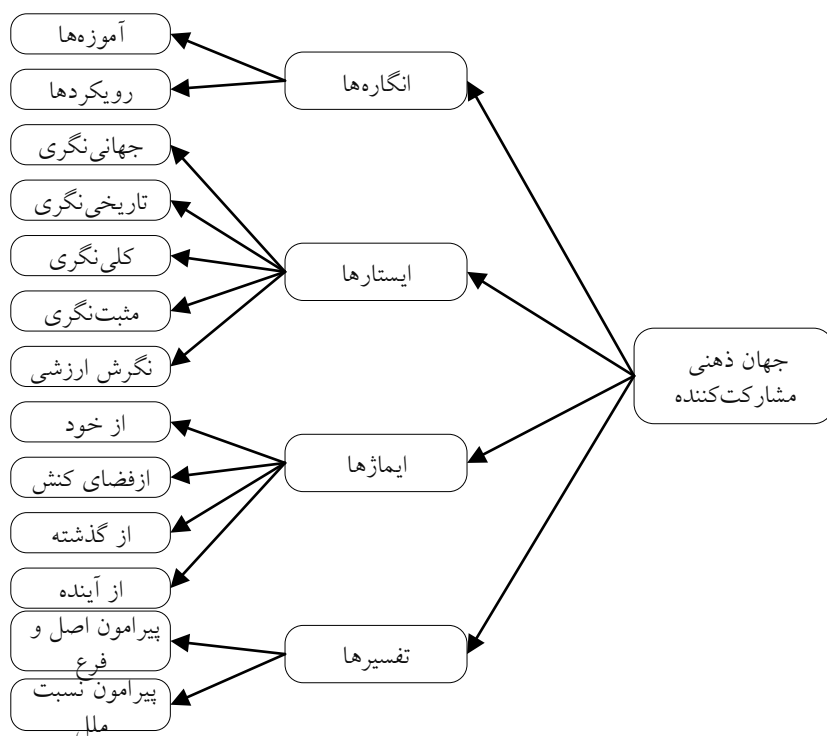 جهان ذهنی
مشارکت‌کننده
انگاره‌ها
آموزه‌ها
رویکردها
ایستارها
جهانی‌نگری
تاریخی‌نگری
کلی‌نگری
مثبت‌نگری
نگرش ارزشی
ایماژها
از خود
ازفضای کنش
از گذشته
از آینده
تفسیرها
پیرامون اصل و
فرع
پیرامون نسبت
ملل